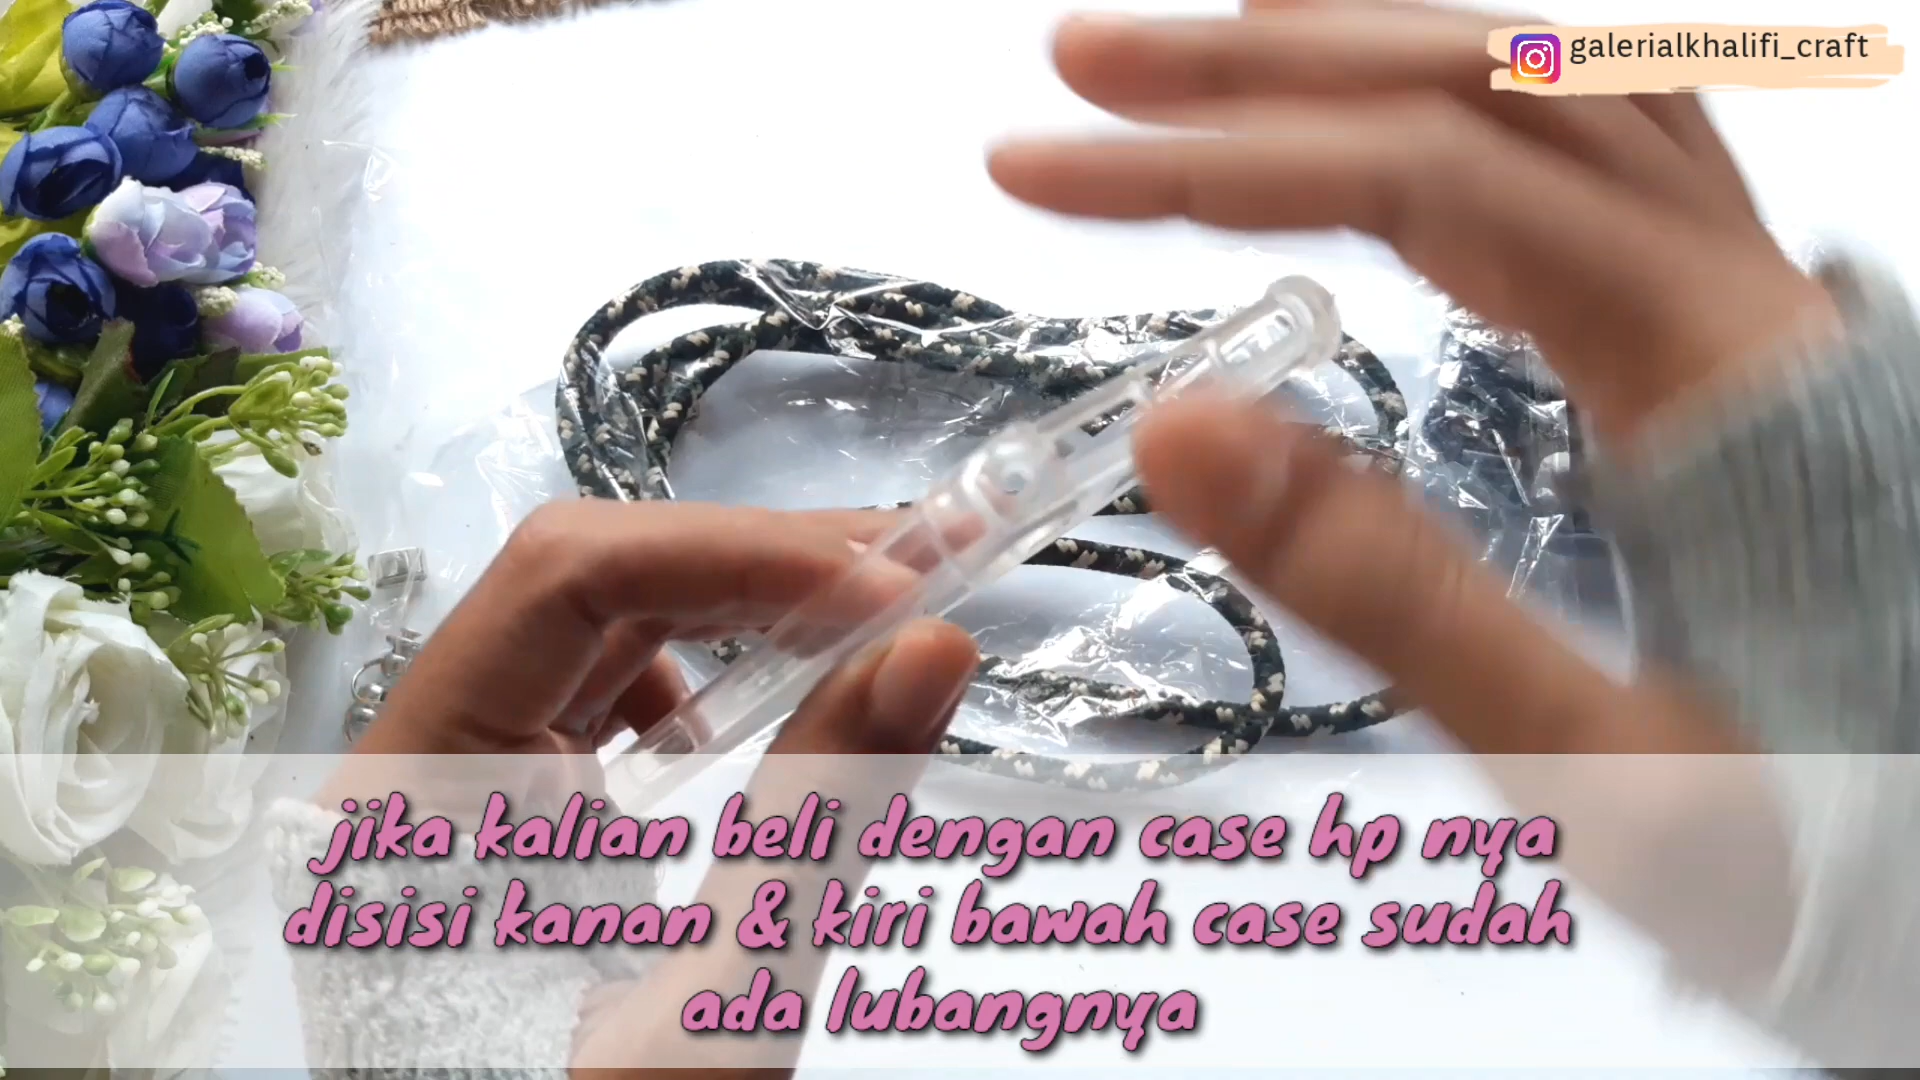 galerialkhalifi_craft
jika kalian beli dengan case hp nya
disisi kanan & kiri bawah case sudah
ada lubangnya